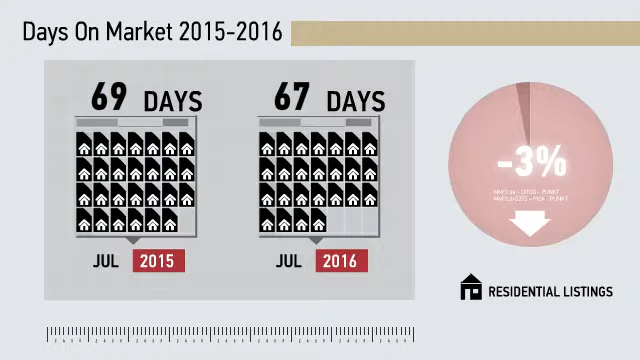 Days On Market 2015-2016
69 DAYS
67 DAYS
JUL 2015
JUL 2016
-3%
RESIDENTIAL LISTINGS